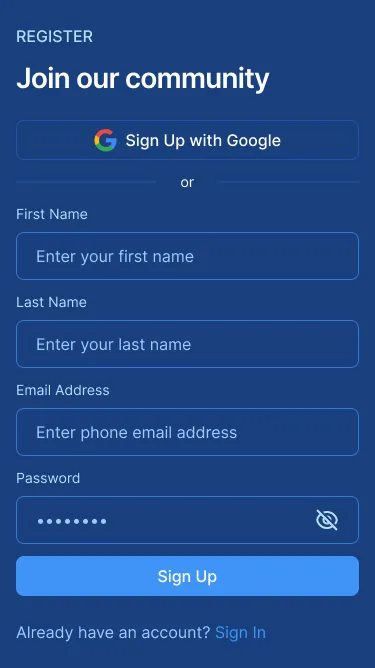 REGISTER
Join our community
Sign Up with Google
or
First Name
Enter your first name
Last Name
Enter your last name
Email Address
Enter phone email address
Password
Sign Up
Already have an account? Sign In